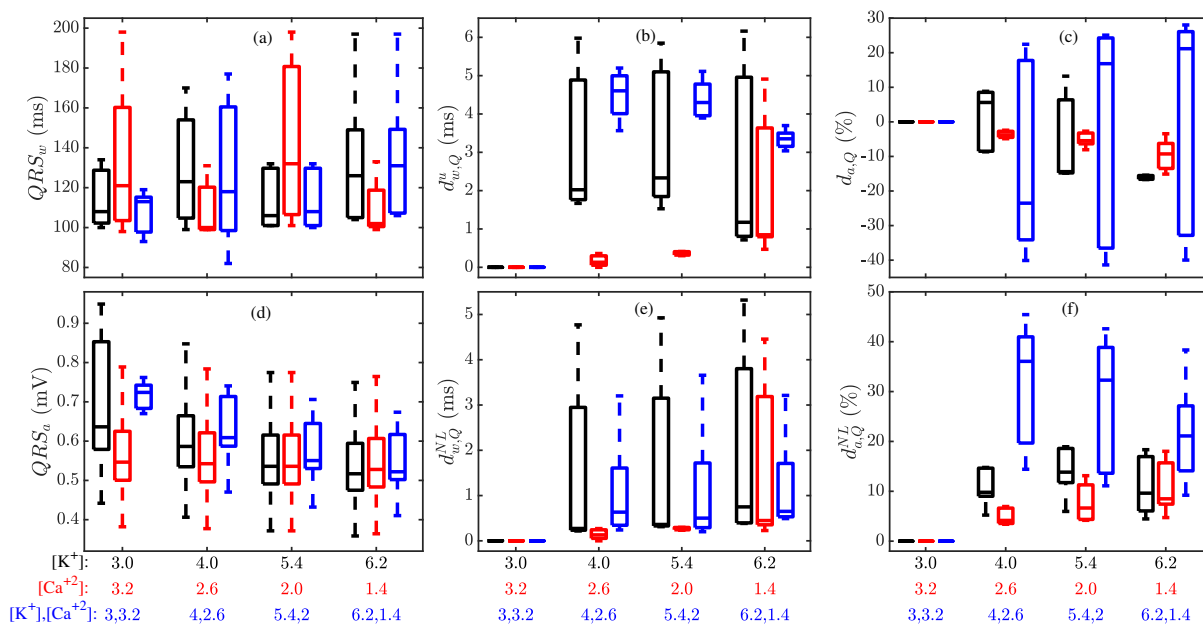 (a)
QRS_w (ms)
200
180
160
140
120
100
80
(b)
d^u_{w,Q} (ms)
6
5
4
3
2
1
0
(c)
d_{a,Q} (%)
30
20
10
0
-10
-20
-30
-40
(d)
QRS_a (mV)
0.9
0.8
0.7
0.6
0.5
0.4
(e)
d^{NL}_{w,Q} (ms)
5
4
3
2
1
0
(f)
d^{NL}_{a,Q} (%)
50
40
30
20
10
0
[K⁺]: 3.0 4.0 5.4 6.2 3.0 4.0 5.4 6.2 3.0 4.0 5.4 6.2
[Ca⁺²]: 3.2 2.6 2.0 1.4 3.2 2.6 2.0 1.4 3.2 2.6 2.0 1.4
[K⁺],[Ca⁺²]: 3,3.2 4,2.6 5.4,2 6.2,1.4 3,3.2 4,2.6 5.4,2 6.2,1.4 3,3.2 4,2.6 5.4,2 6.2,1.4